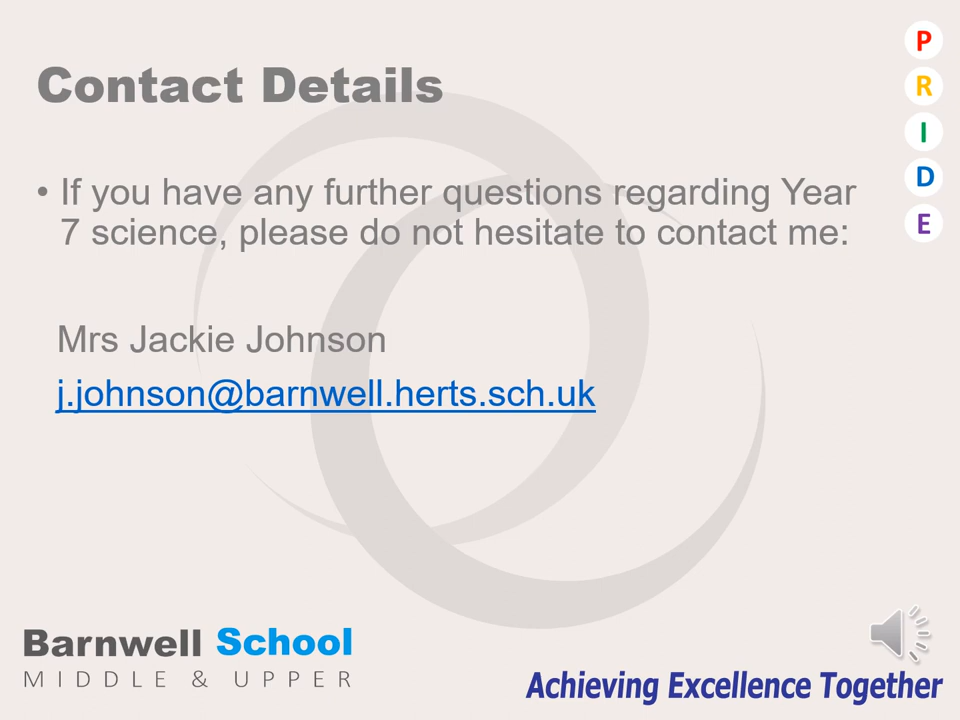 Contact Details
• If you have any further questions regarding Year
7 science, please do not hesitate to contact me:
Mrs Jackie Johnson
j.johnson@barnwell.herts.sch.uk
P
R
I
D
E
Barnwell School
MIDDLE & UPPER
Achieving Excellence Together